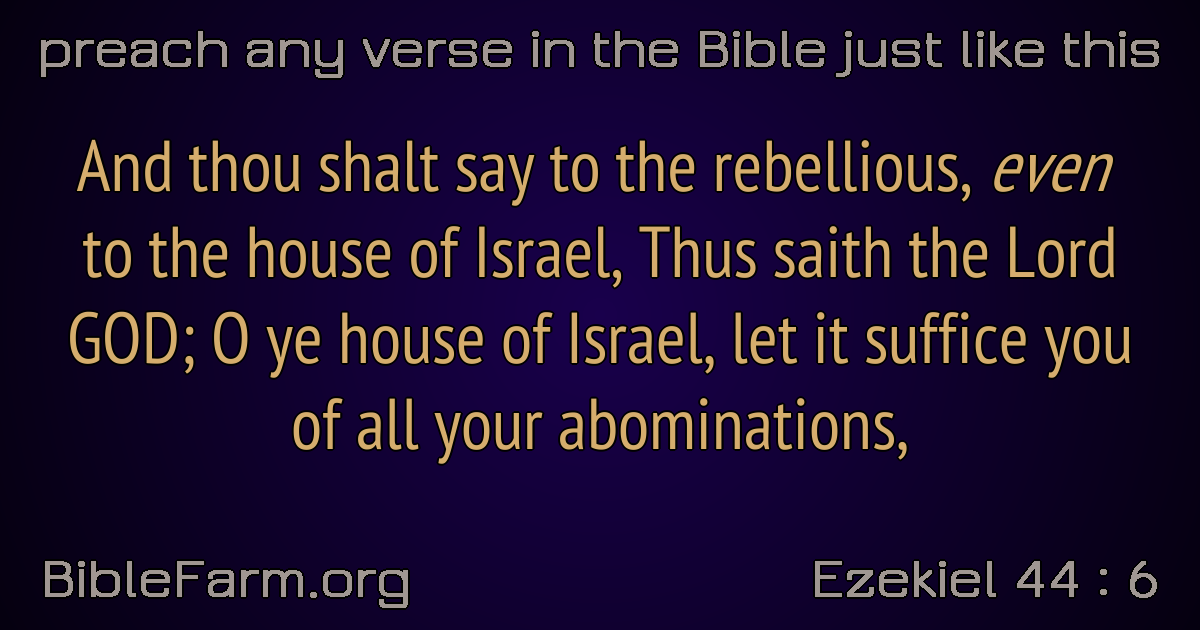 preach any verse in the Bible just like this
And thou shalt say to the rebellious, even
to the house of Israel, Thus saith the Lord
GOD; O ye house of Israel, let it suffice you
of all your abominations,
BibleFarm.org
Ezekiel 44 : 6